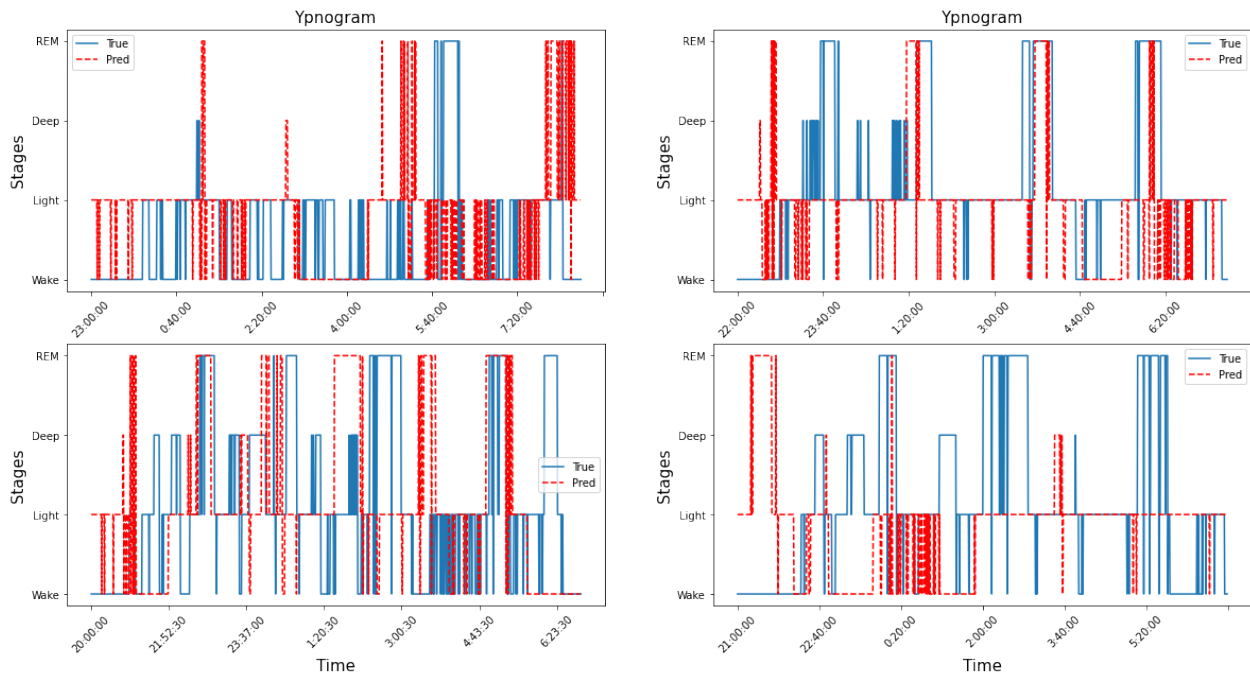 Ypnogram
REM
Deep
Light
Wake
Stages
True
Pred
23:00:00
0:40:00
2:20:00
4:00:00
5:40:00
7:20:00
Ypnogram
REM
Deep
Light
Wake
Stages
True
Pred
22:00:00
23:40:00
1:20:00
3:00:00
4:40:00
6:20:00
REM
Deep
Light
Wake
Stages
True
Pred
20:00:00
21:52:30
23:37:00
1:20:30
3:00:30
4:43:30
6:23:30
Time
REM
Deep
Light
Wake
Stages
True
Pred
21:00:00
22:40:00
0:20:00
2:00:00
3:40:00
5:20:00
Time